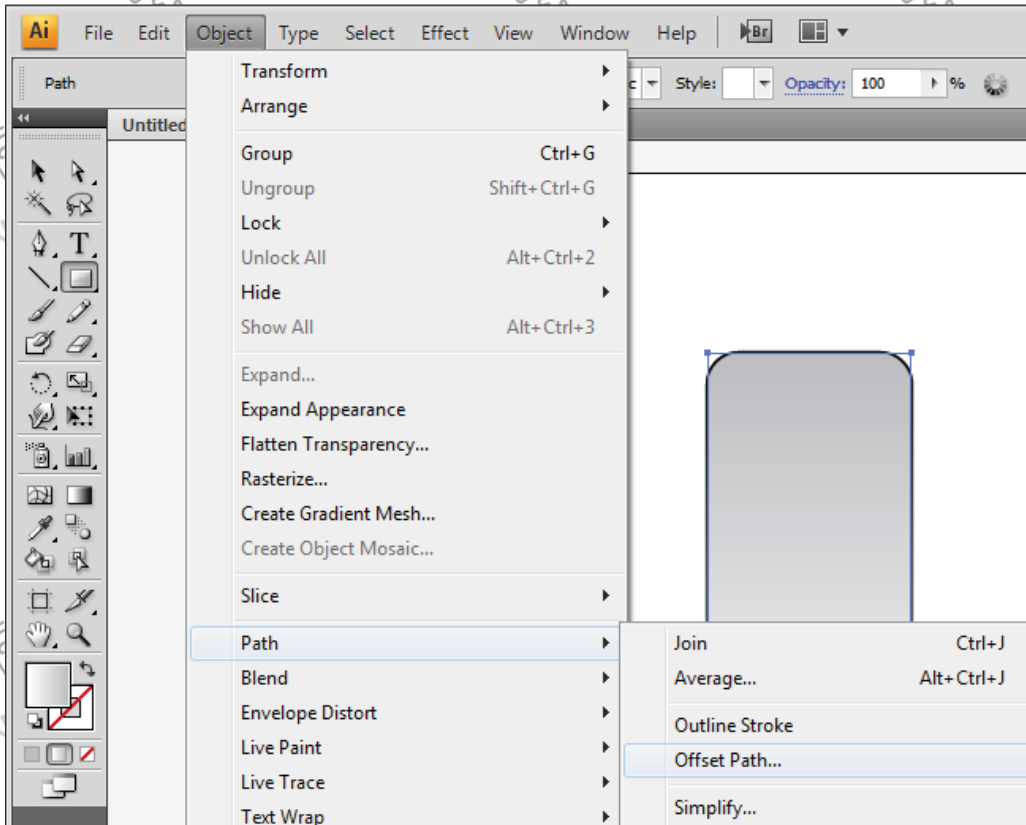 Ai File Edit Object Type Select Effect View Window Help Br
Path c Style: Opacity: 100 %
Untitled
Transform
Arrange
Group Ctrl+G
Ungroup Shift+Ctrl+G
Lock
Unlock All Alt+Ctrl+2
Hide
Show All Alt+Ctrl+3
Expand...
Expand Appearance
Flatten Transparency...
Rasterize...
Create Gradient Mesh...
Create Object Mosaic...
Slice
Path
Blend
Envelope Distort
Live Paint
Live Trace
Text Wrap
Join Ctrl+J
Average... Alt+Ctrl+J
Outline Stroke
Offset Path...
Simplify...